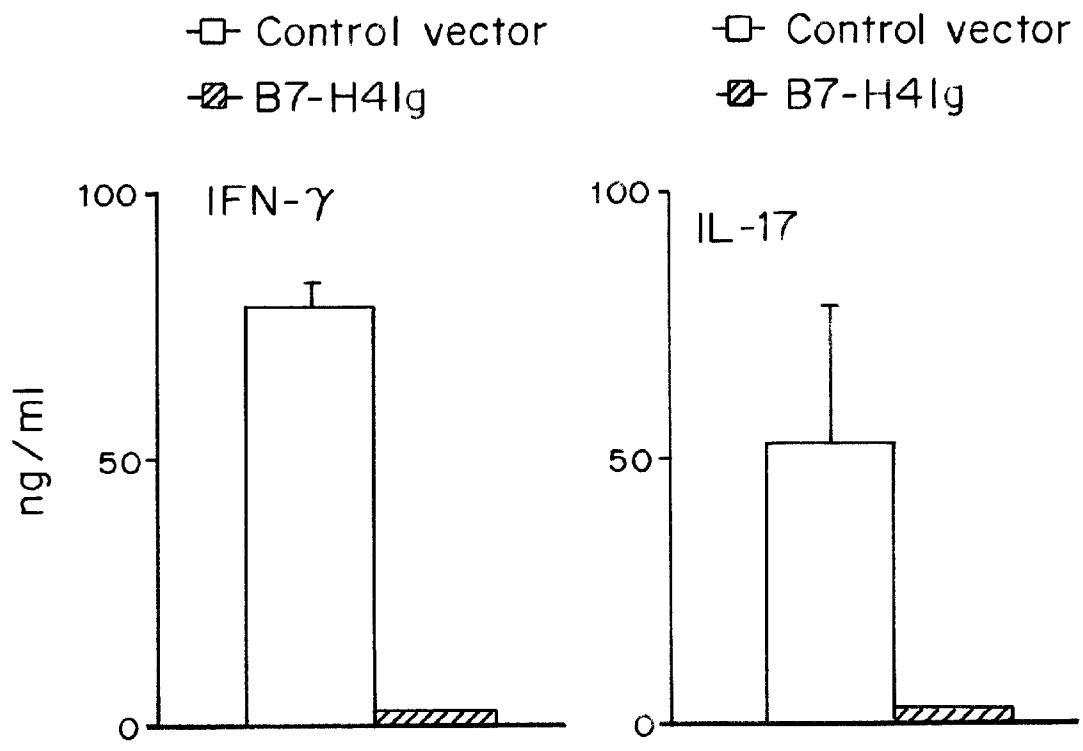 Control vector
B7-H4Ig
Control vector
B7-H4Ig
100
IFN-γ
50
0
ng/ml
100
IL-17
50
0